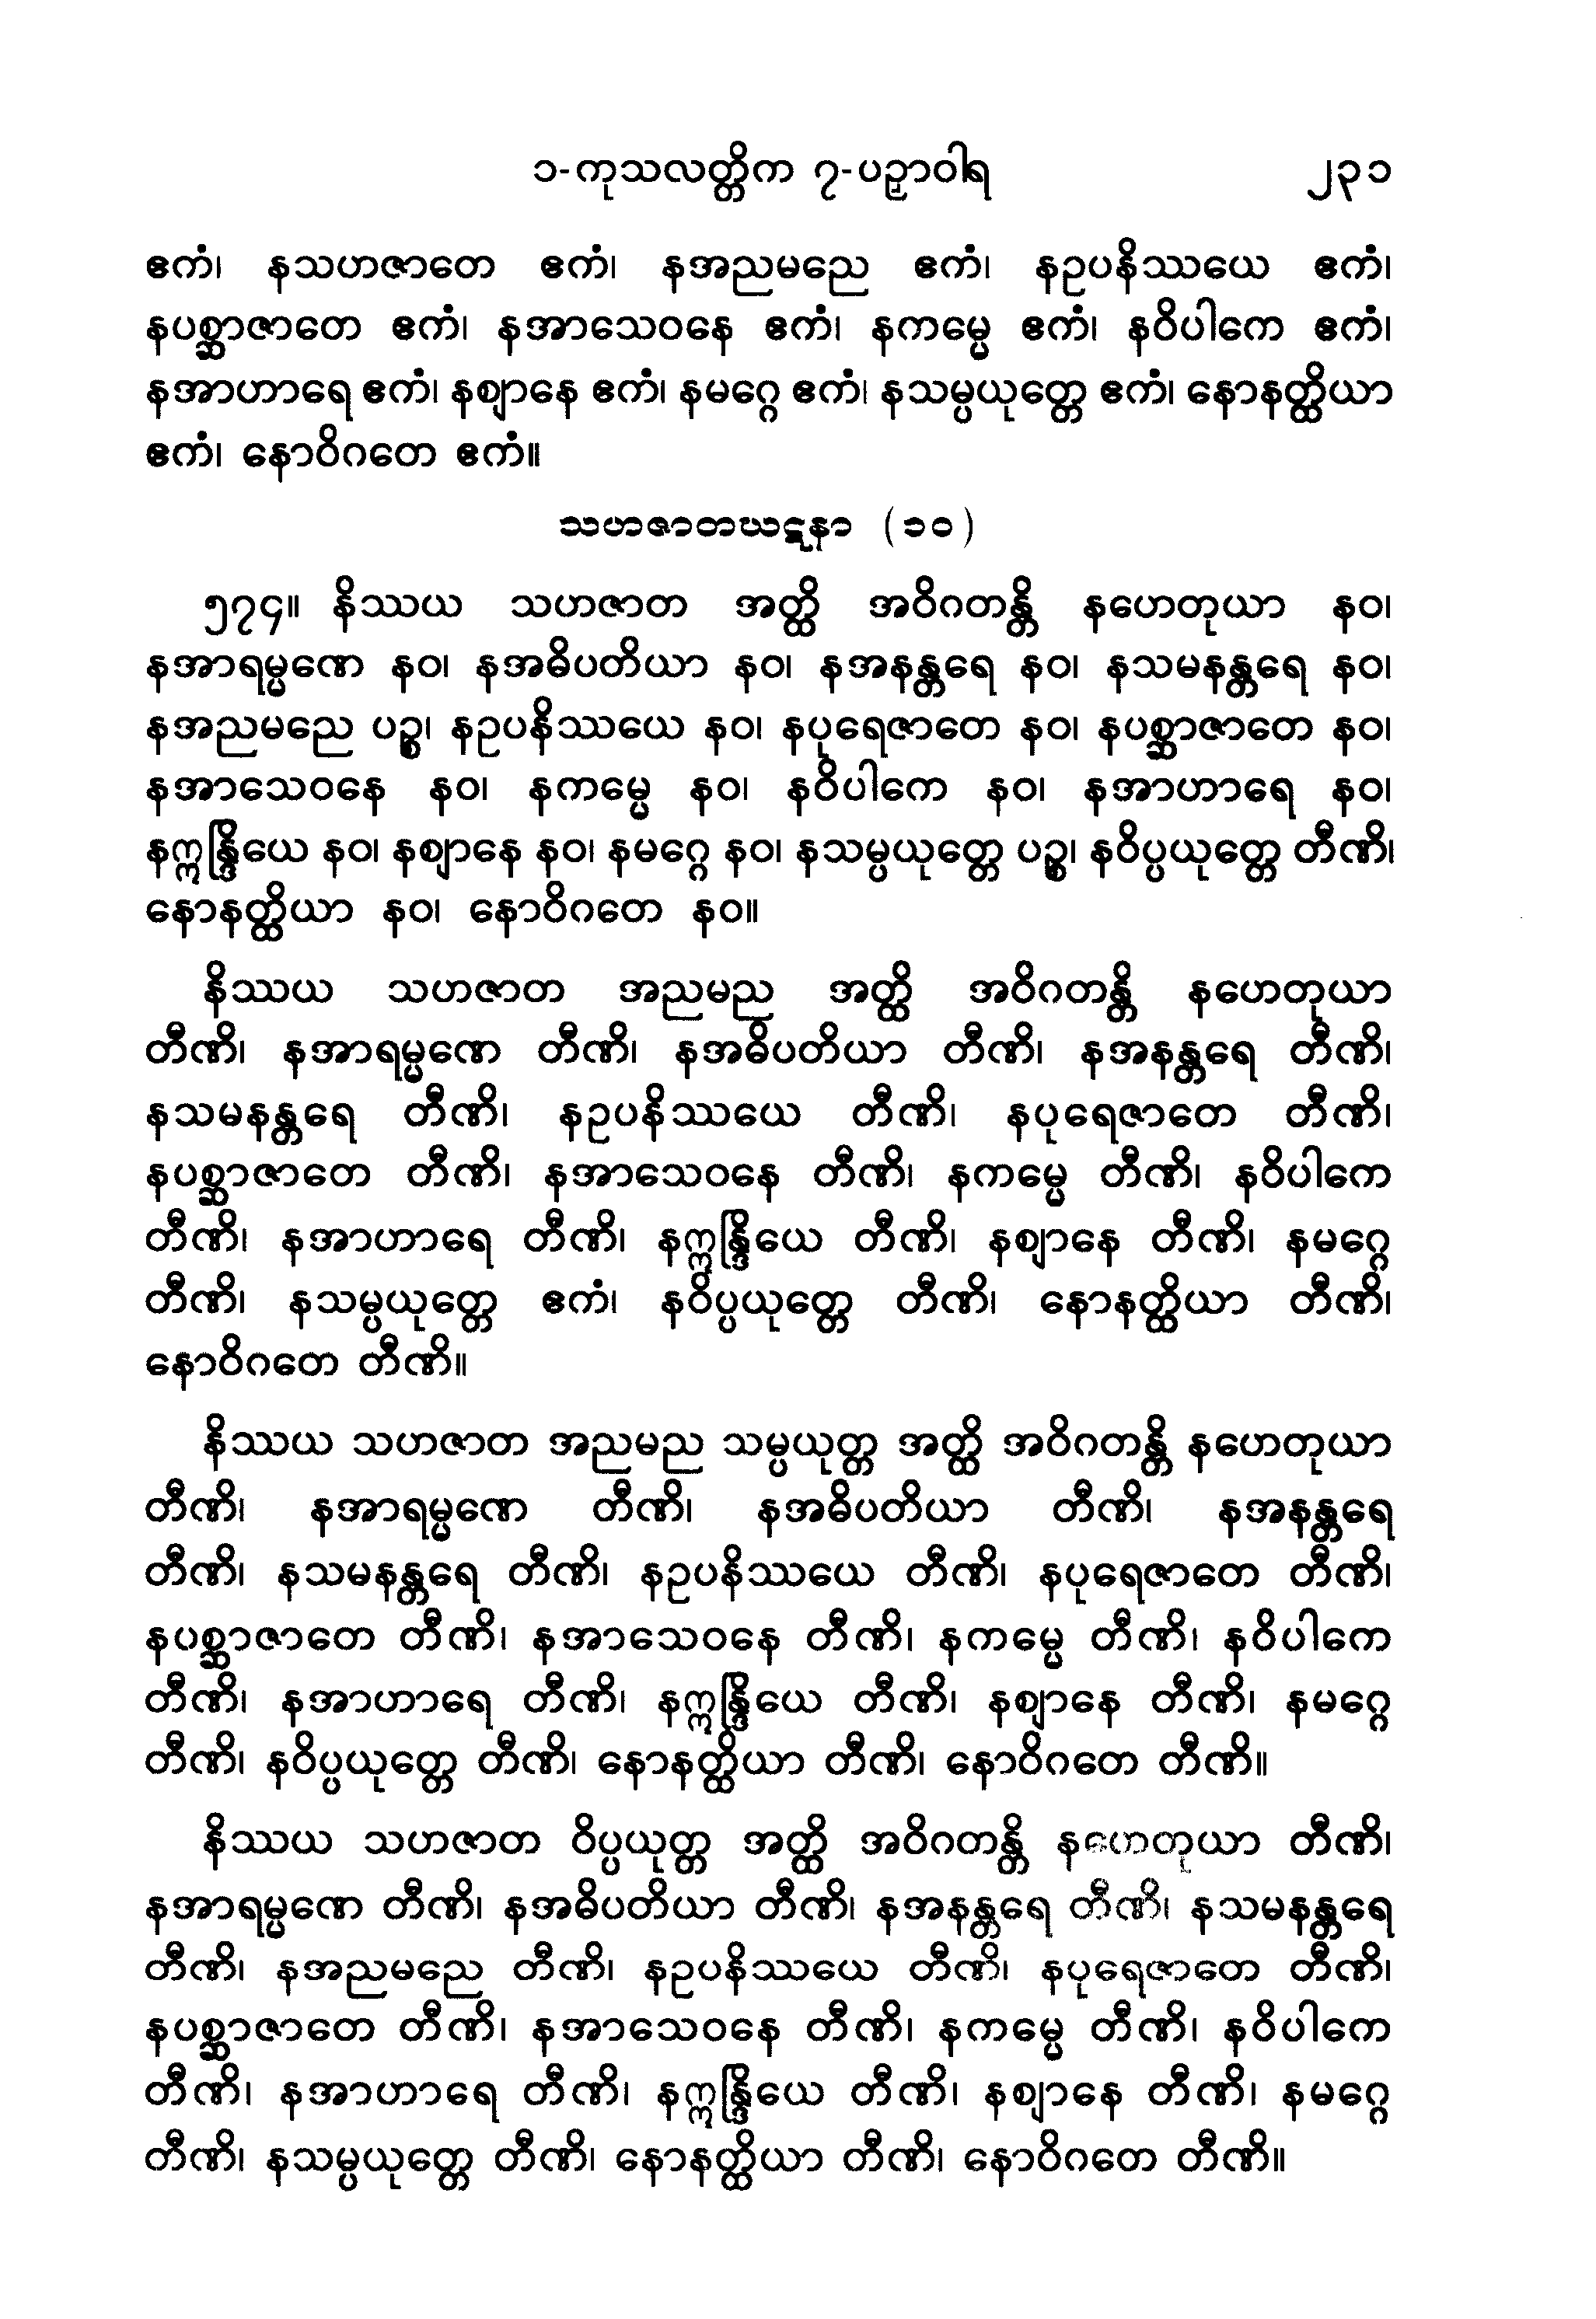 ၁-ကုသလတ္တိက ၇-ပဉှာဝါရ ၂၃၁
ဧကံ၊ နသဟဇာတေ ဧကံ၊ နအညမညေ ဧကံ၊ နဥပနိဿယေ ဧကံ၊
နပစ္ဆာဇာတေ ဧကံ၊ နအာသေဝနေ ဧကံ၊ နကမ္မေ ဧကံ၊ နဝိပါကေ ဧကံ၊
နအာဟာရေ ဧကံ၊ နဈာနေ ဧကံ၊ နမဂ္ဂေ ဧကံ၊ နသမ္ပယုတ္တေ ဧကံ၊ နောနတ္ထိယာ
ဧကံ၊ နောဝိဂတေ ဧကံ။
သဟဇာတဃဋနာ (၁၀)
၅၇၄။ နိဿယ သဟဇာတ အတ္ထိ အဝိဂတန္တိ နဟေတုယာ နဝ၊
နအာရမ္မဏေ နဝ၊ နအဓိပတိယာ နဝ၊ နအနန္တရေ နဝ၊ နသမနန္တရေ နဝ၊
နအညမညေ ပဉ္စ၊ နဥပနိဿယေ နဝ၊ နပုရေဇာတေ နဝ၊ နပစ္ဆာဇာတေ နဝ၊
နအာသေဝနေ နဝ၊ နကမ္မေ နဝ၊ နဝိပါကေ နဝ၊ နအာဟာရေ နဝ၊
နဣန္ဒြိယေ နဝ၊ နဈာနေ နဝ၊ နမဂ္ဂေ နဝ၊ နသမ္ပယုတ္တေ ပဉ္စ၊ နဝိပ္ပယုတ္တေ တီဏိ၊
နောနတ္ထိယာ နဝ၊ နောဝိဂတေ နဝ။
နိဿယ သဟဇာတ အညမည အတ္ထိ အဝိဂတန္တိ နဟေတုယာ
တီဏိ၊ နအာရမ္မဏေ တီဏိ၊ နအဓိပတိယာ တီဏိ၊ နအနန္တရေ တီဏိ၊
နသမနန္တရေ တီဏိ၊ နဥပနိဿယေ တီဏိ၊ နပုရေဇာတေ တီဏိ၊
နပစ္ဆာဇာတေ တီဏိ၊ နအာသေဝနေ တီဏိ၊ နကမ္မေ တီဏိ၊ နဝိပါကေ
တီဏိ၊ နအာဟာရေ တီဏိ၊ နဣန္ဒြိယေ တီဏိ၊ နဈာနေ တီဏိ၊ နမဂ္ဂေ
တီဏိ၊ နသမ္ပယုတ္တေ ဧကံ၊ နဝိပ္ပယုတ္တေ တီဏိ၊ နောနတ္ထိယာ တီဏိ၊
နောဝိဂတေ တီဏိ။
နိဿယ သဟဇာတ အညမည သမ္ပယုတ္တ အတ္ထိ အဝိဂတန္တိ နဟေတုယာ
တီဏိ၊ နအာရမ္မဏေ တီဏိ၊ နအဓိပတိယာ တီဏိ၊ နအနန္တရေ
တီဏိ၊ နသမနန္တရေ တီဏိ၊ နဥပနိဿယေ တီဏိ၊ နပုရေဇာတေ တီဏိ၊
နပစ္ဆာဇာတေ တီဏိ၊ နအာသေဝနေ တီဏိ၊ နကမ္မေ တီဏိ၊ နဝိပါကေ
တီဏိ၊ နအာဟာရေ တီဏိ၊ နဣန္ဒြိယေ တီဏိ၊ နဈာနေ တီဏိ၊ နမဂ္ဂေ
တီဏိ၊ နဝိပ္ပယုတ္တေ တီဏိ၊ နောနတ္ထိယာ တီဏိ၊ နောဝိဂတေ တီဏိ။
နိဿယ သဟဇာတ ဝိပ္ပယုတ္တ အတ္ထိ အဝိဂတန္တိ နဟေတုယာ တီဏိ၊
နအာရမ္မဏေ တီဏိ၊ နအဓိပတိယာ တီဏိ၊ နအနန္တရေ တီဏိ၊ နသမနန္တရေ
တီဏိ၊ နအညမညေ တီဏိ၊ နဥပနိဿယေ တီဏိ၊ နပုရေဇာတေ တီဏိ၊
နပစ္ဆာဇာတေ တီဏိ၊ နအာသေဝနေ တီဏိ၊ နကမ္မေ တီဏိ၊ နဝိပါကေ
တီဏိ၊ နအာဟာရေ တီဏိ၊ နဣန္ဒြိယေ တီဏိ၊ နဈာနေ တီဏိ၊ နမဂ္ဂေ
တီဏိ၊ နသမ္ပယုတ္တေ တီဏိ၊ နောနတ္ထိယာ တီဏိ၊ နောဝိဂတေ တီဏိ။